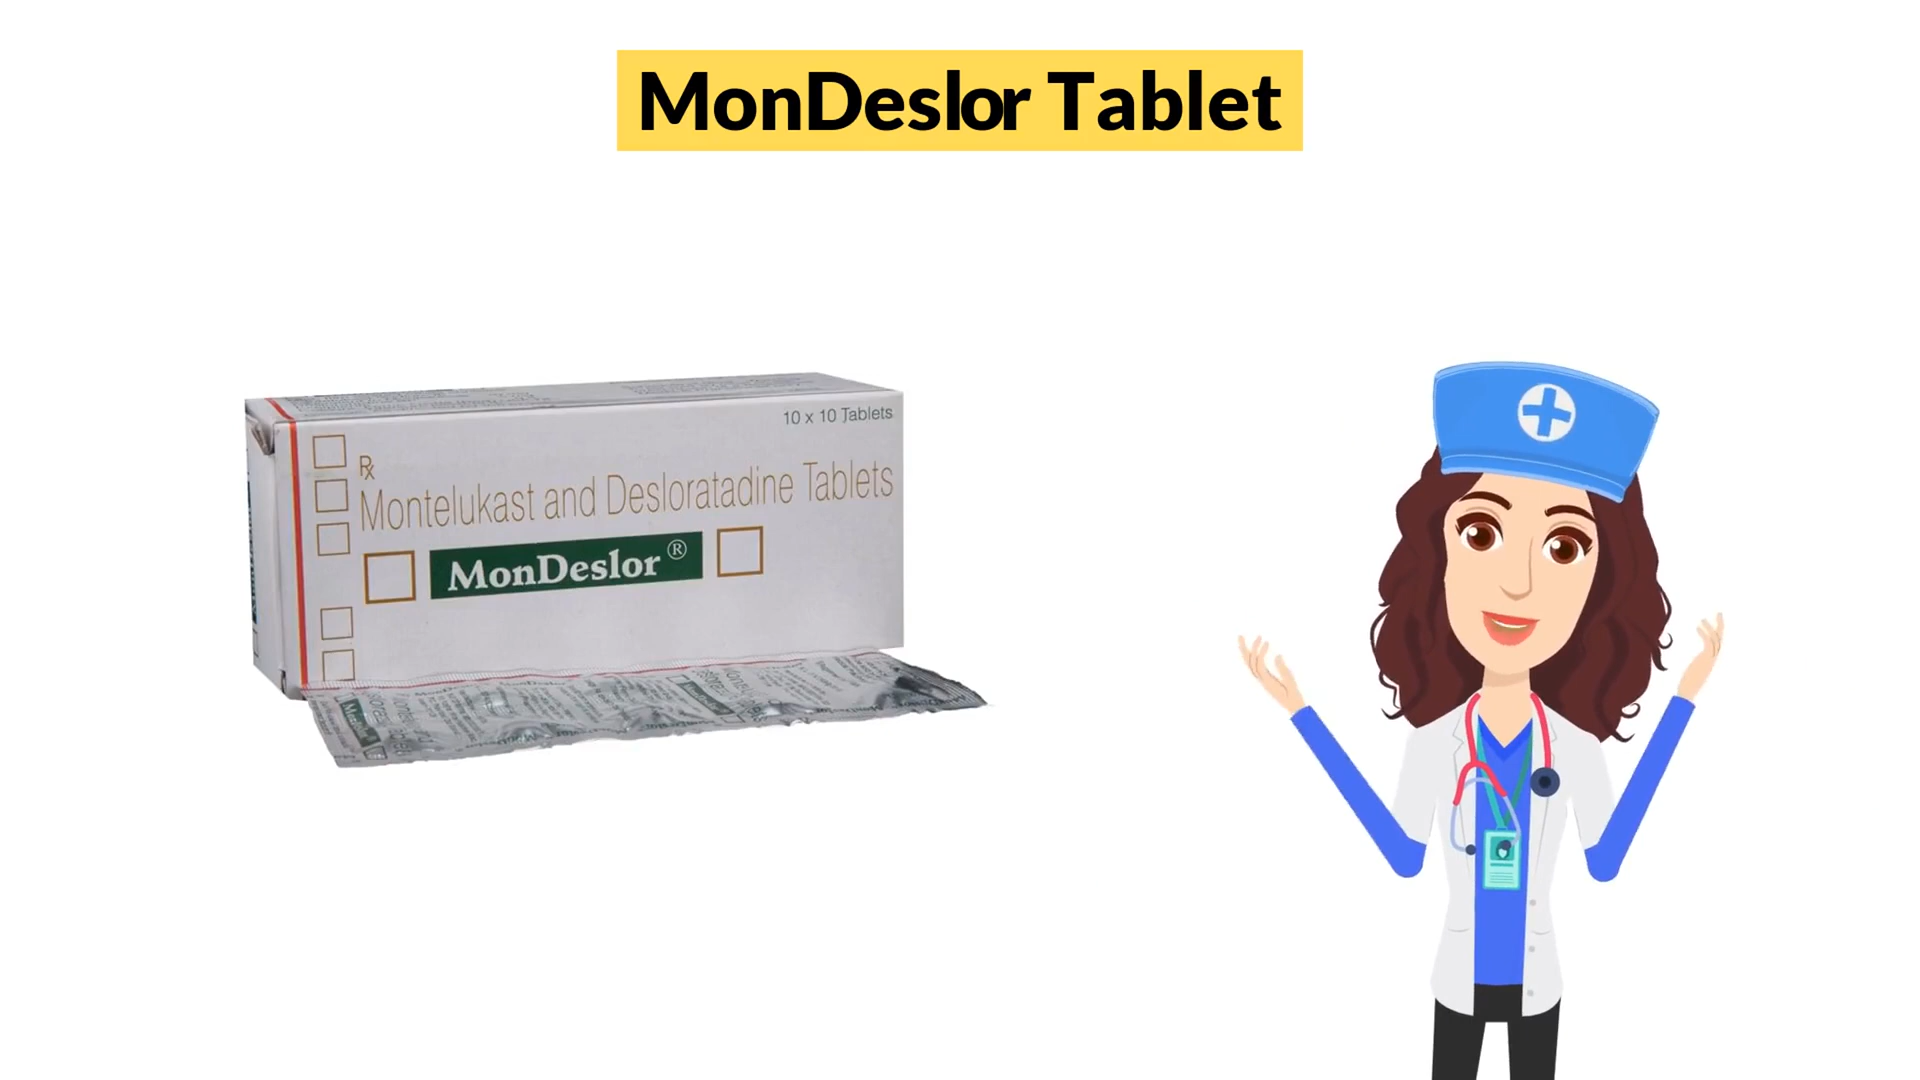 MonDeslor Tablet
10 x 10 Tablets
Rx
Montelukast and Desloratadine Tablets
MonDeslor ®